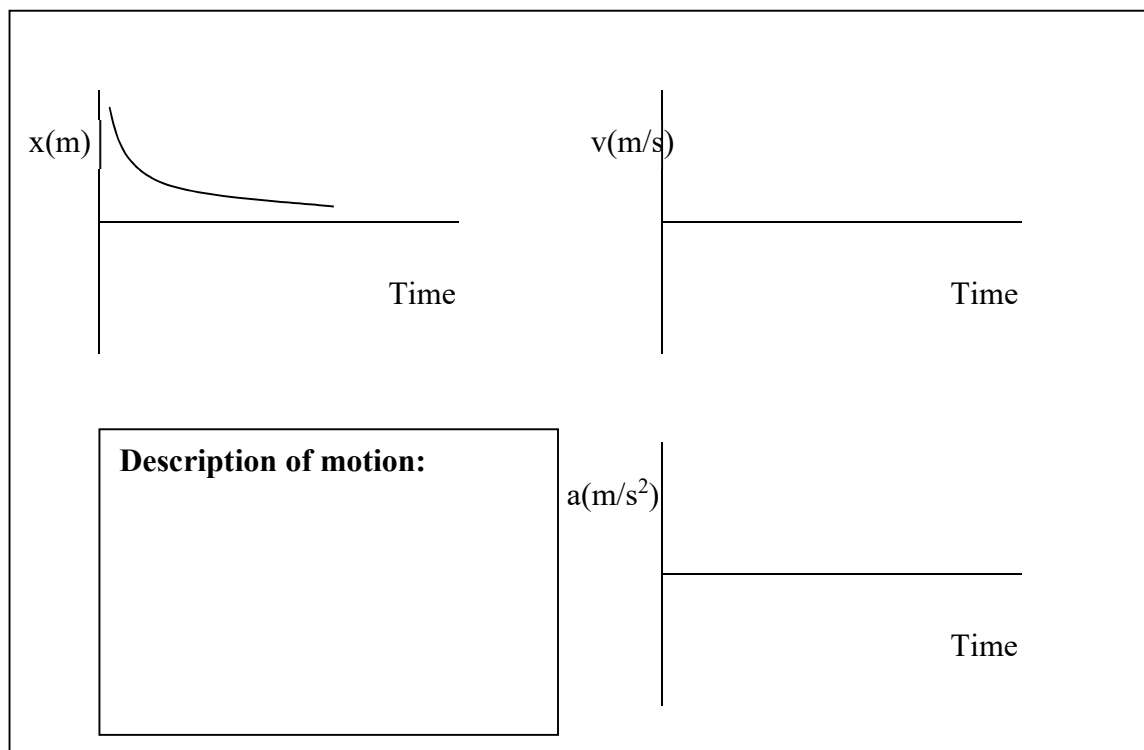 x(m)
v(m/s)
Time
Time
Description of motion:
a(m/s²)
Time